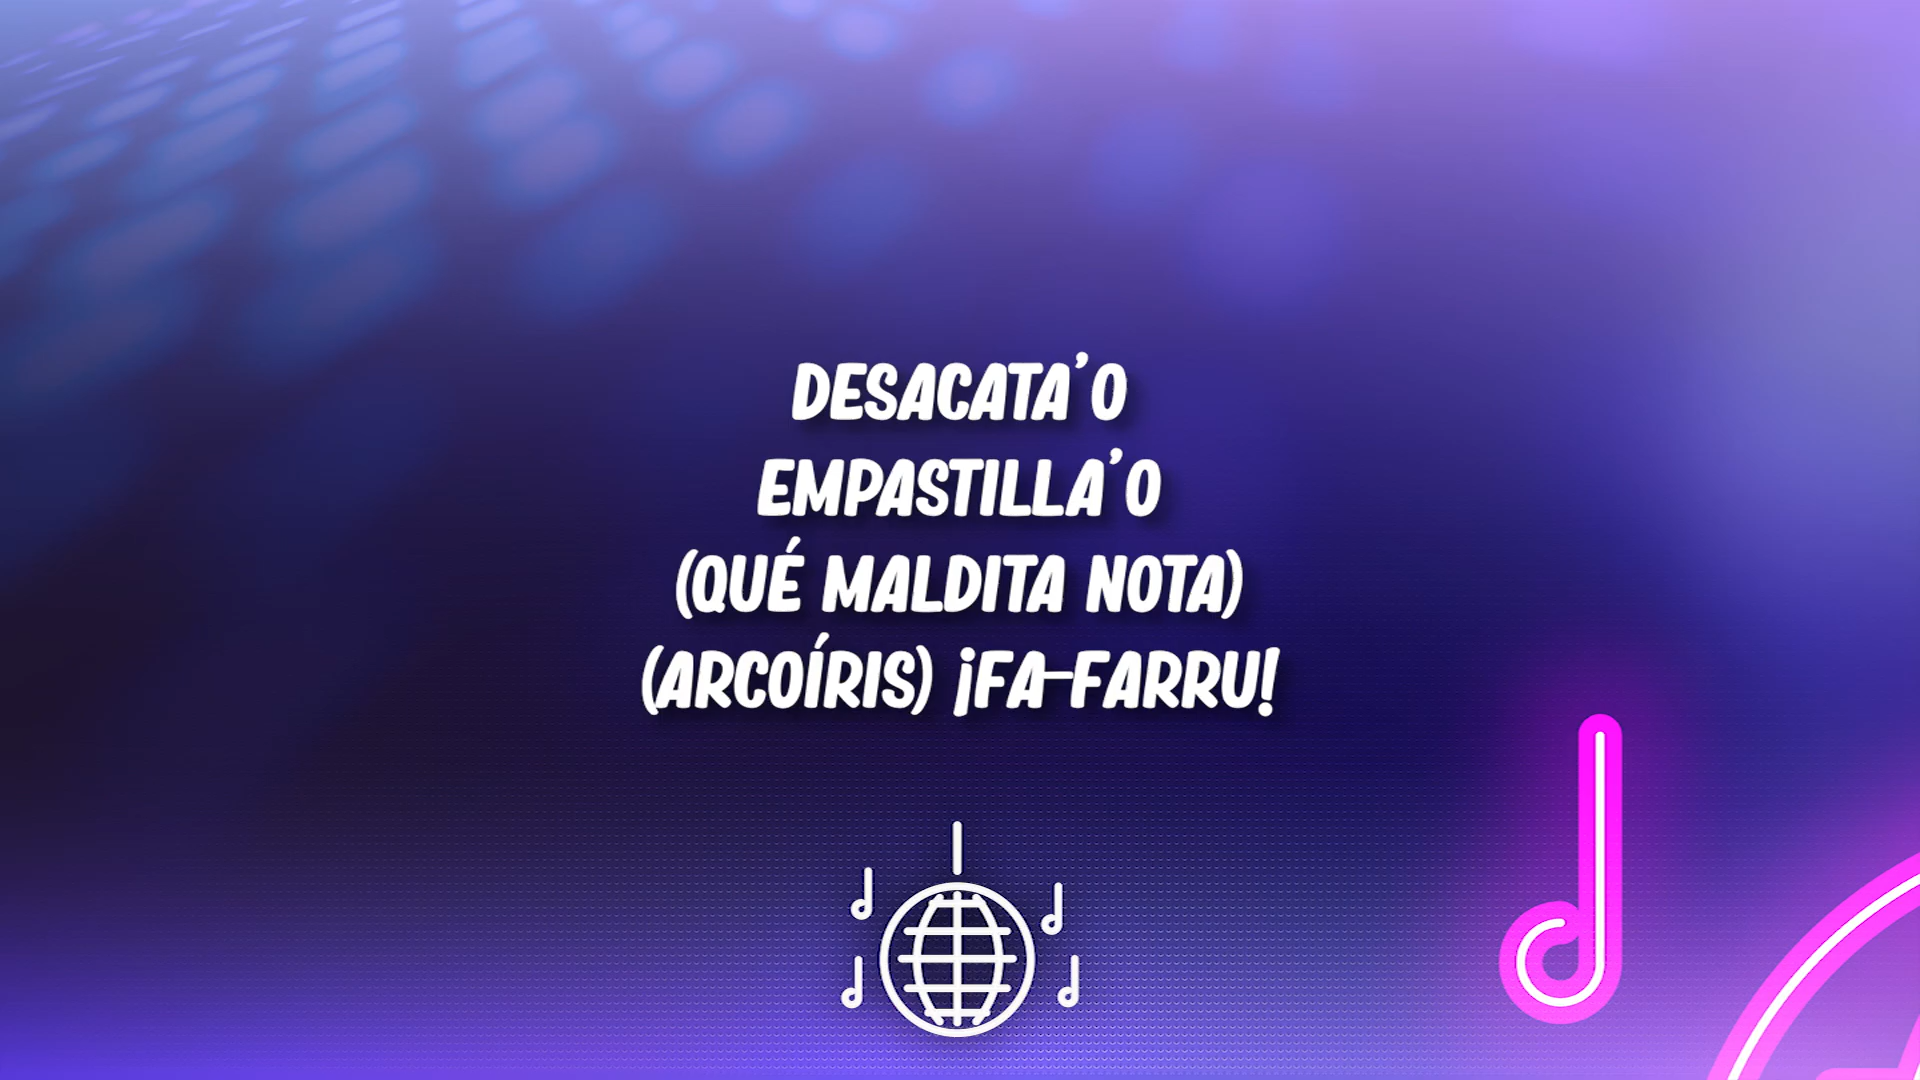 DESACATA'O
EMPASTILLA'O
(QUÉ MALDITA NOTA)
(ARCOÍRIS) ¡FA-FARRU!